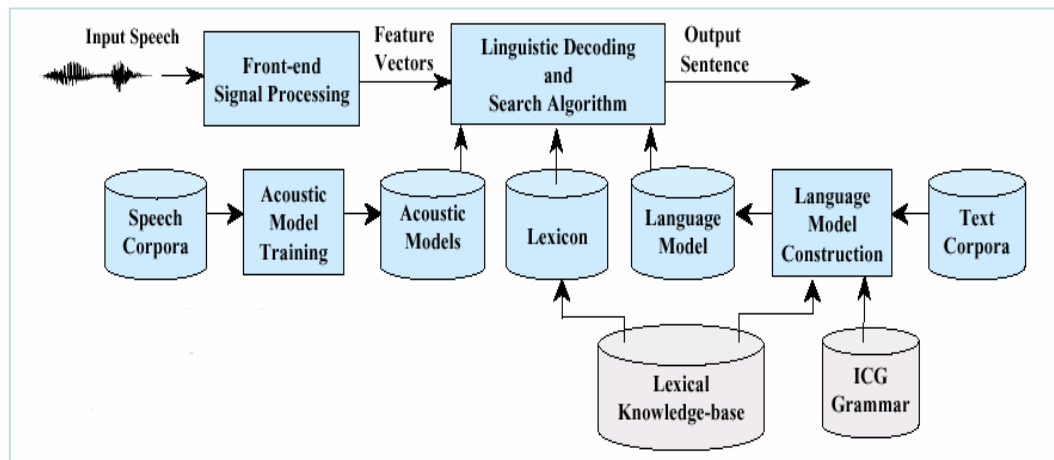 Input Speech
Front-end
Signal Processing
Feature
Vectors
Linguistic Decoding
and
Search Algorithm
Output
Sentence
Speech
Corpora
Acoustic
Model
Training
Acoustic
Models
Lexicon
Language
Model
Language
Model
Construction
Text
Corpora
Lexical
Knowledge-base
ICG
Grammar